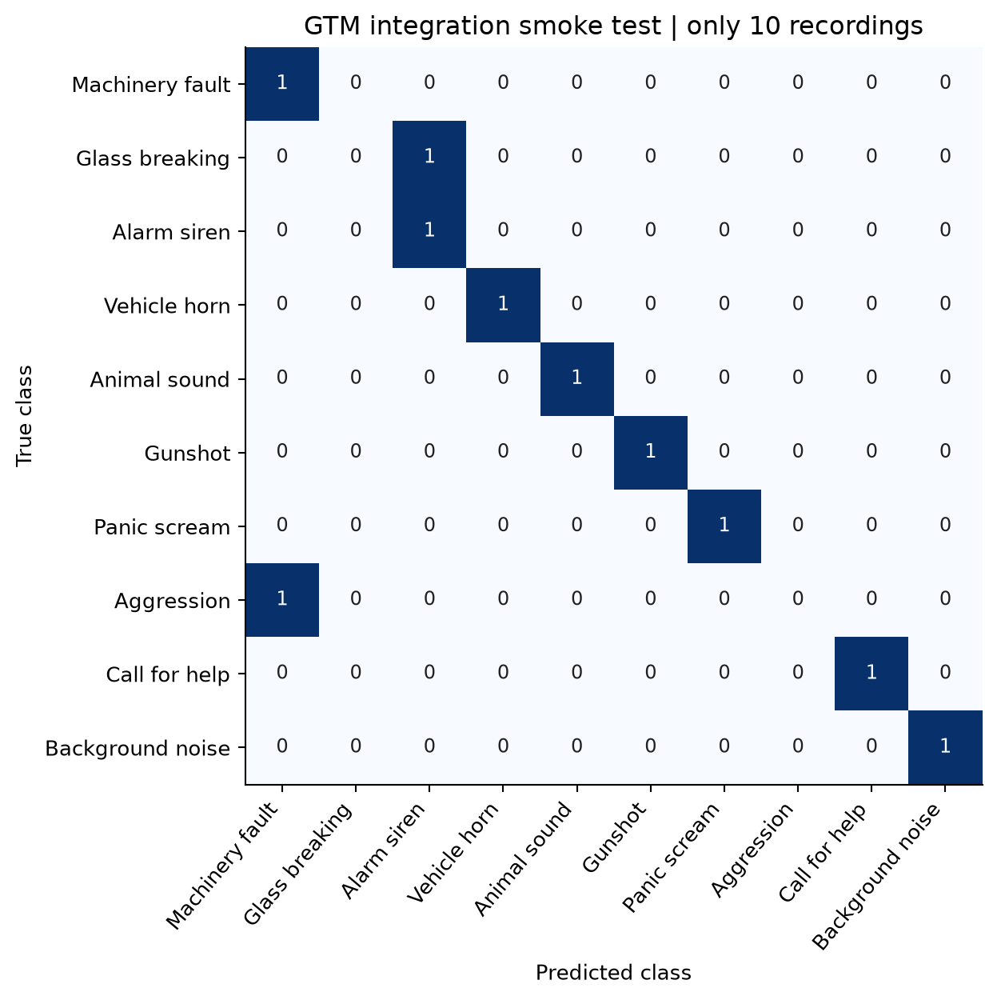 GTM integration smoke test | only 10 recordings
Machinery fault 1 0 0 0 0 0 0 0 0 0
Glass breaking 0 0 1 0 0 0 0 0 0 0
Alarm siren 0 0 1 0 0 0 0 0 0 0
Vehicle horn 0 0 0 1 0 0 0 0 0 0
Animal sound 0 0 0 0 1 0 0 0 0 0
Gunshot 0 0 0 0 0 1 0 0 0 0
Panic scream 0 0 0 0 0 0 1 0 0 0
Aggression 1 0 0 0 0 0 0 0 0 0
Call for help 0 0 0 0 0 0 0 0 1 0
Background noise 0 0 0 0 0 0 0 0 0 1
True class
Machinery fault
Glass breaking
Alarm siren
Vehicle horn
Animal sound
Gunshot
Panic scream
Aggression
Call for help
Background noise
Predicted class